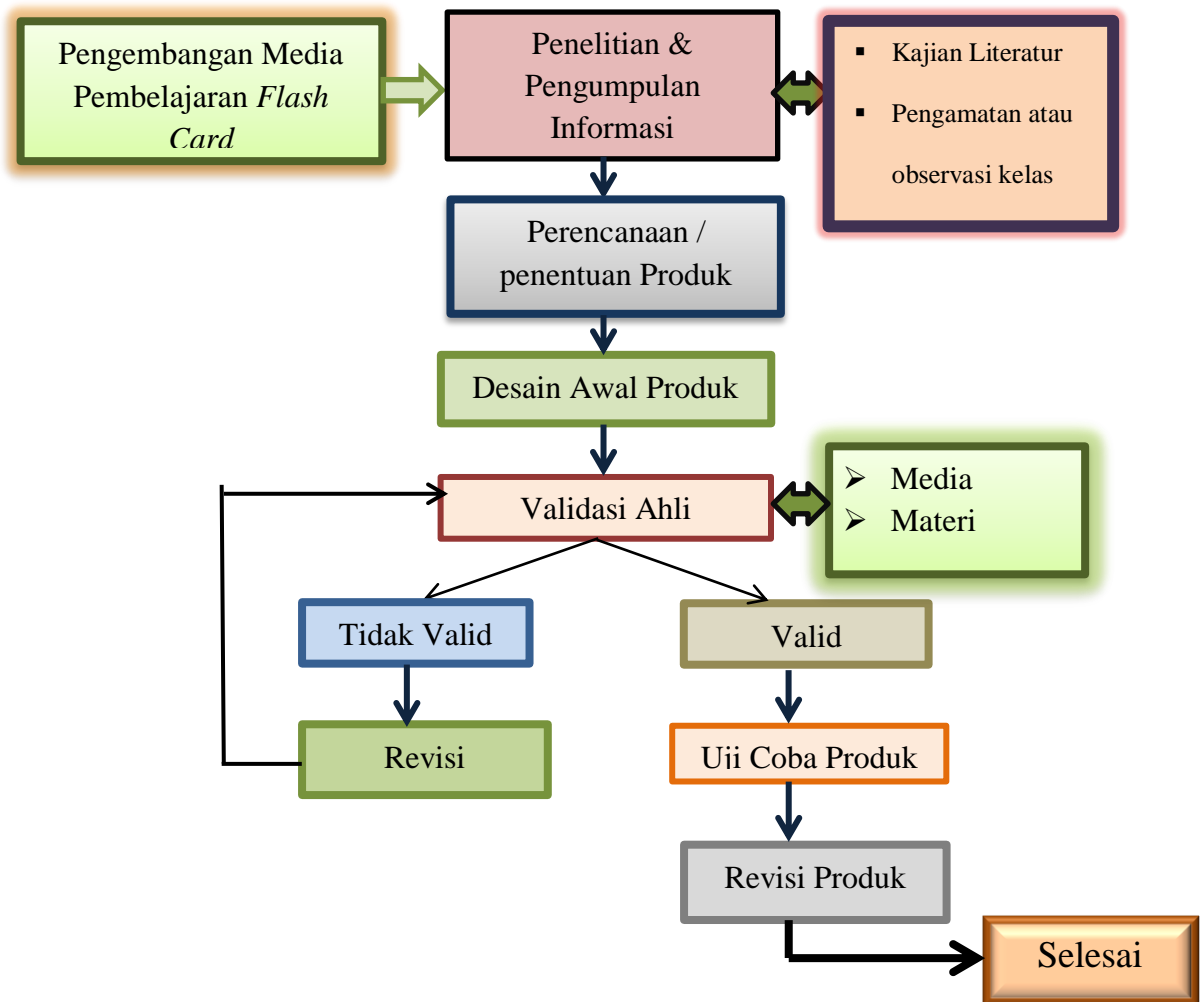 Pengembangan Media
Pembelajaran Flash
Card
Penelitian &
Pengumpulan
Informasi
▪ Kajian Literatur
▪ Pengamatan atau
observasi kelas
Perencanaan /
penentuan Produk
Desain Awal Produk
Validasi Ahli
➢ Media
➢ Materi
Tidak Valid
Valid
Revisi
Uji Coba Produk
Revisi Produk
Selesai